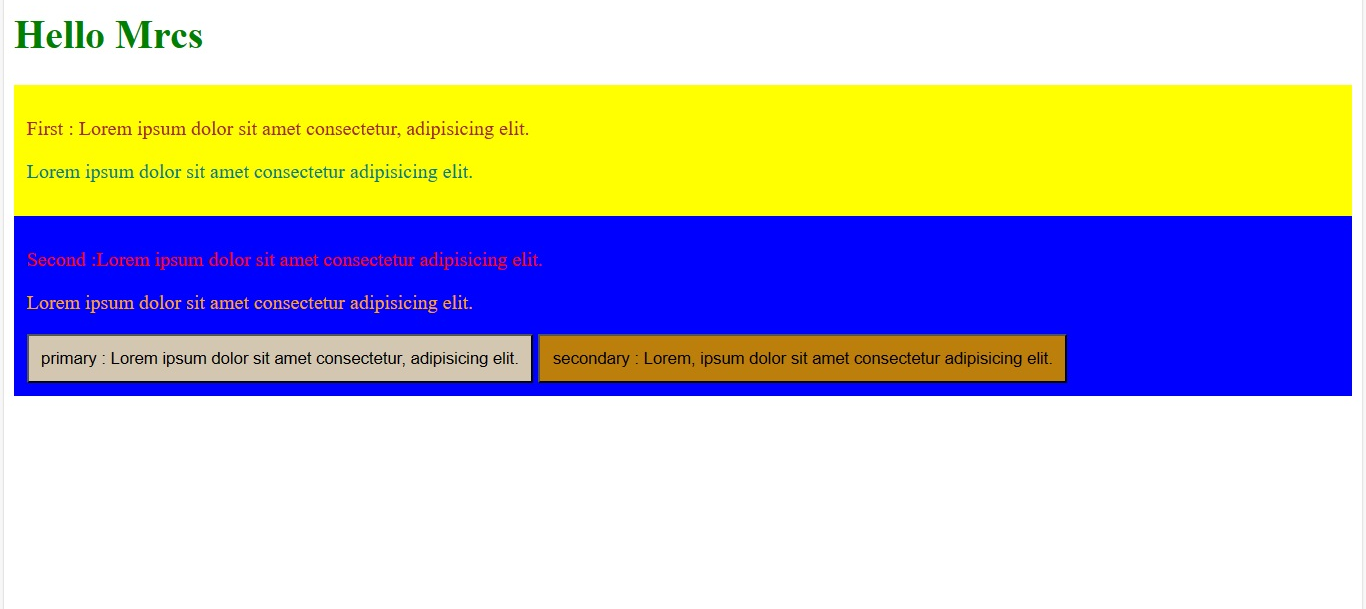 Hello Mrcs
First : Lorem ipsum dolor sit amet consectetur, adipisicing elit.
Lorem ipsum dolor sit amet consectetur adipisicing elit.
Second :Lorem ipsum dolor sit amet consectetur adipisicing elit.
Lorem ipsum dolor sit amet consectetur adipisicing elit.
primary : Lorem ipsum dolor sit amet consectetur, adipisicing elit. secondary : Lorem, ipsum dolor sit amet consectetur adipisicing elit.